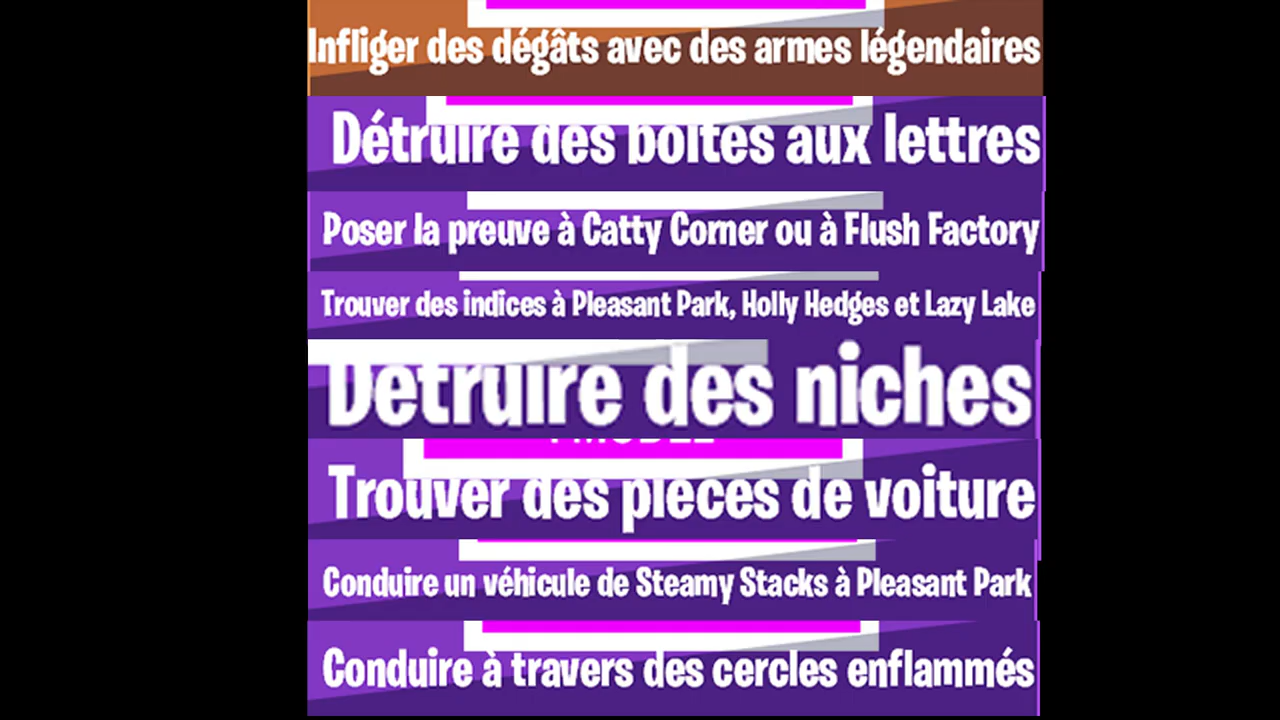 Infliger des dégâts avec des armes légendaires
Détruire des boîtes aux lettres
Poser la preuve à Catty Corner ou à Flush Factory
Trouver des indices à Pleasant Park, Holly Hedges et Lazy Lake
Détruire des niches
Trouver des pièces de voiture
Conduire un véhicule de Steamy Stacks à Pleasant Park
Conduire à travers des cercles enflammés